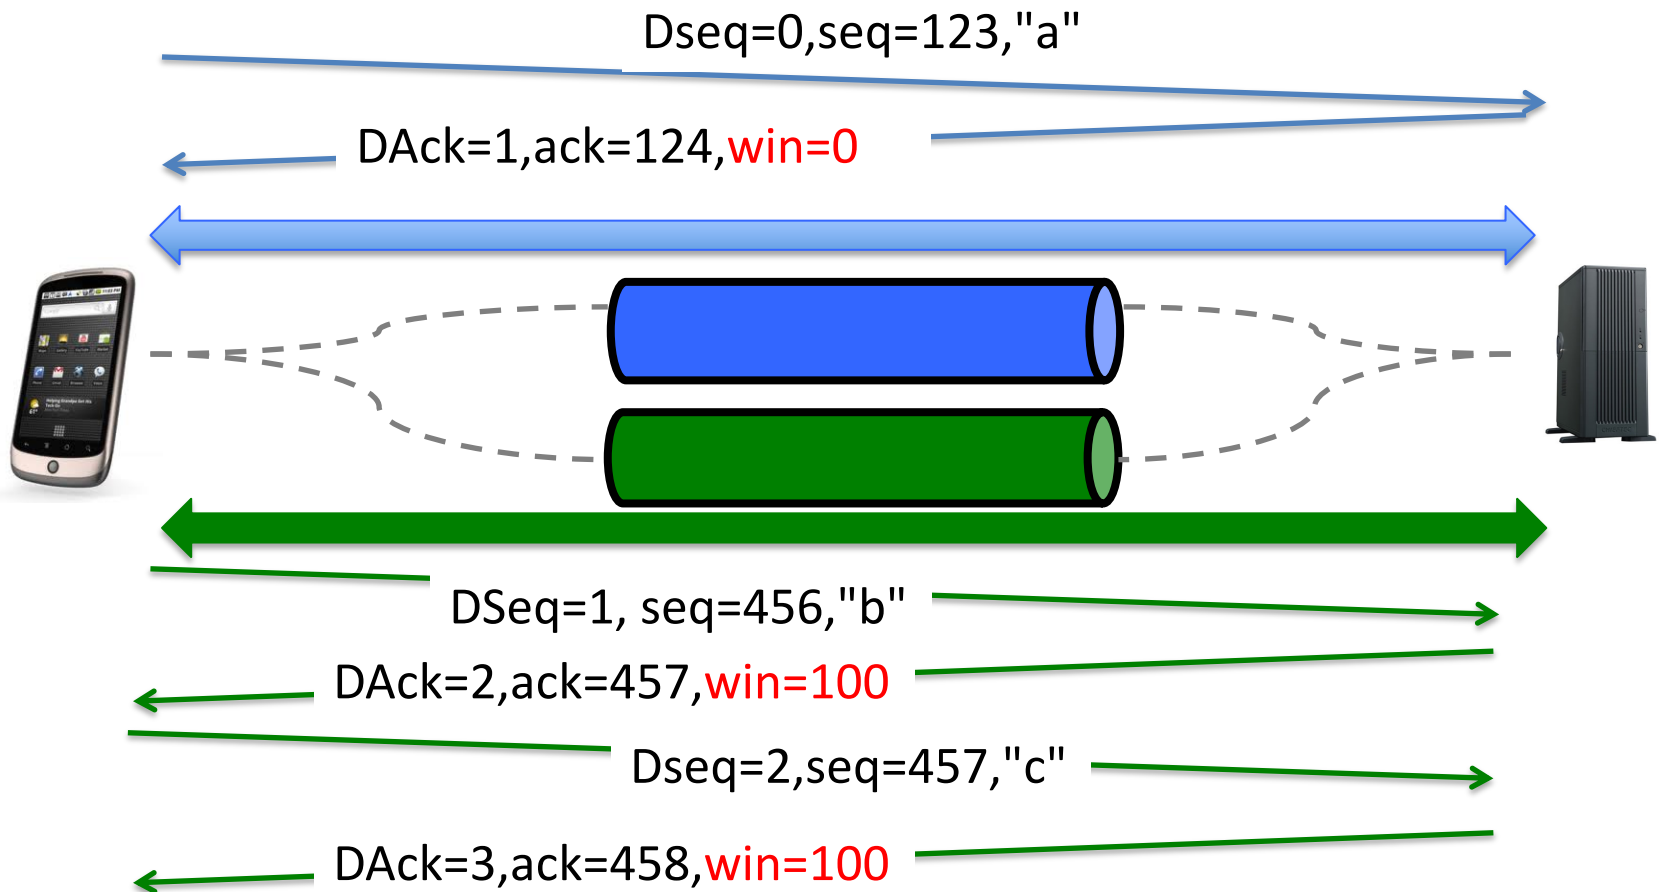 Dseq=0,seq=123,"a"
DAck=1,ack=124,win=0
DSeq=1, seq=456,"b"
DAck=2,ack=457,win=100
Dseq=2,seq=457,"c"
DAck=3,ack=458,win=100